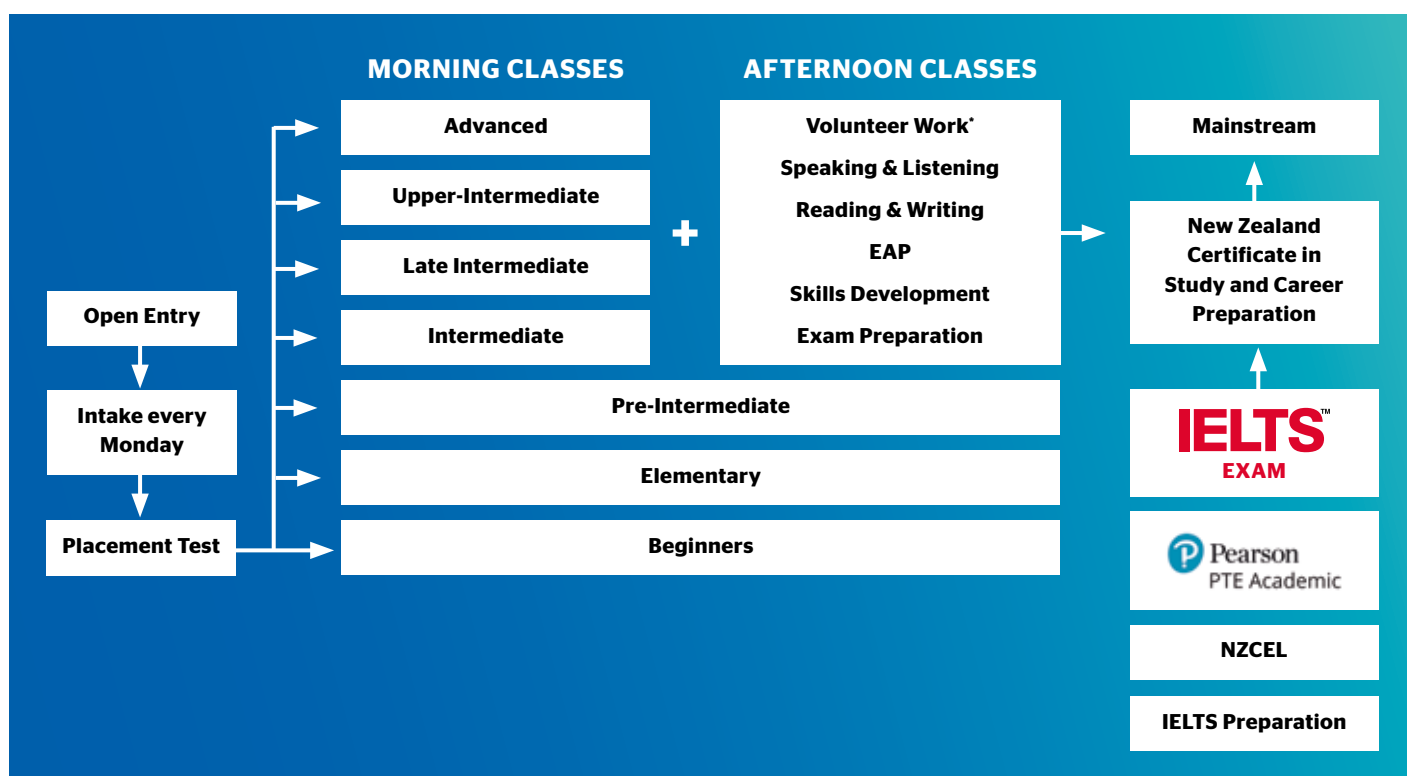 MORNING CLASSES
AFTERNOON CLASSES
Open Entry
Intake every
Monday
Placement Test
Advanced
Upper-Intermediate
Late Intermediate
Intermediate
Volunteer Work*
Speaking & Listening
Reading & Writing
EAP
Skills Development
Exam Preparation
Pre-Intermediate
Elementary
Beginners
Mainstream
New Zealand
Certificate in
Study and Career
Preparation
IELTS™
EXAM
P Pearson
PTE Academic
NZCEL
IELTS Preparation